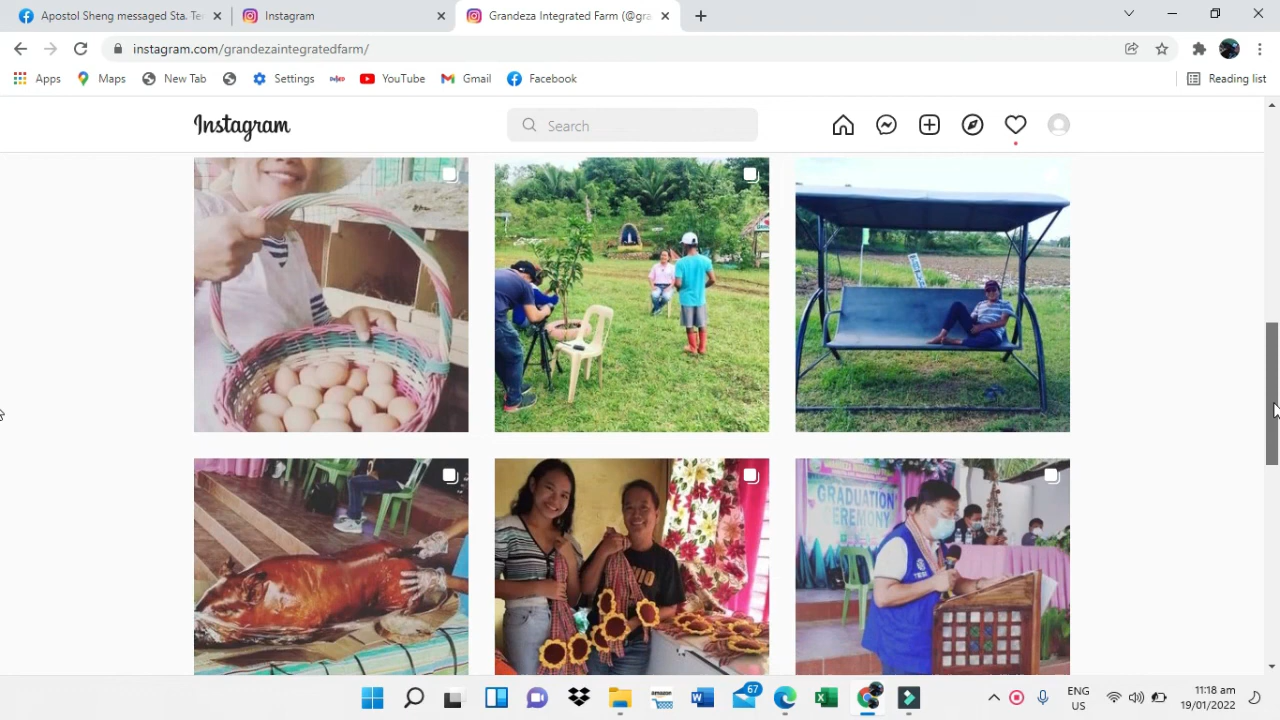 Apostol Sheng messaged Sta. Te
Instagram
Grandeza Integrated Farm (@gra
instagram.com/grandezaintegratedfarm/
Apps
Maps
New Tab
Settings
DepED
YouTube
Gmail
Facebook
Reading list
Instagram
Search
GRADUATION
CEREMONY
67
ENG
US
11:18 am
19/01/2022